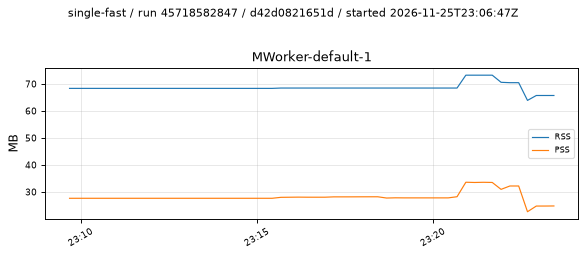 single-fast / run 45718582847 / d42d0821651d / started 2026-11-25T23:06:47Z
MWorker-default-1
MB
70
60
50
40
30
RSS
PSS
23:10
23:15
23:20